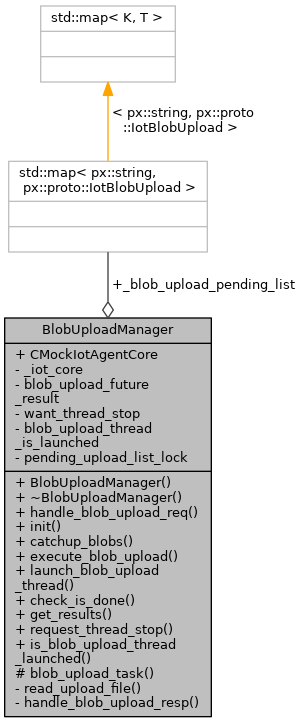 std::map< K, T >
< px::string, px::proto
::IotBlobUpload >
std::map< px::string,
px::proto::IotBlobUpload >
+_blob_upload_pending_list
BlobUploadManager
+ CMockIotAgentCore
- _iot_core
- blob_upload_future
_result
- want_thread_stop
- blob_upload_thread
_is_launched
- pending_upload_list_lock
+ BlobUploadManager()
+ ~BlobUploadManager()
+ handle_blob_upload_req()
+ init()
+ catchup_blobs()
+ execute_blob_upload()
+ launch_blob_upload
_thread()
+ check_is_done()
+ get_results()
+ request_thread_stop()
+ is_blob_upload_thread
_launched()
# blob_upload_task()
- read_upload_file()
- handle_blob_upload_resp()